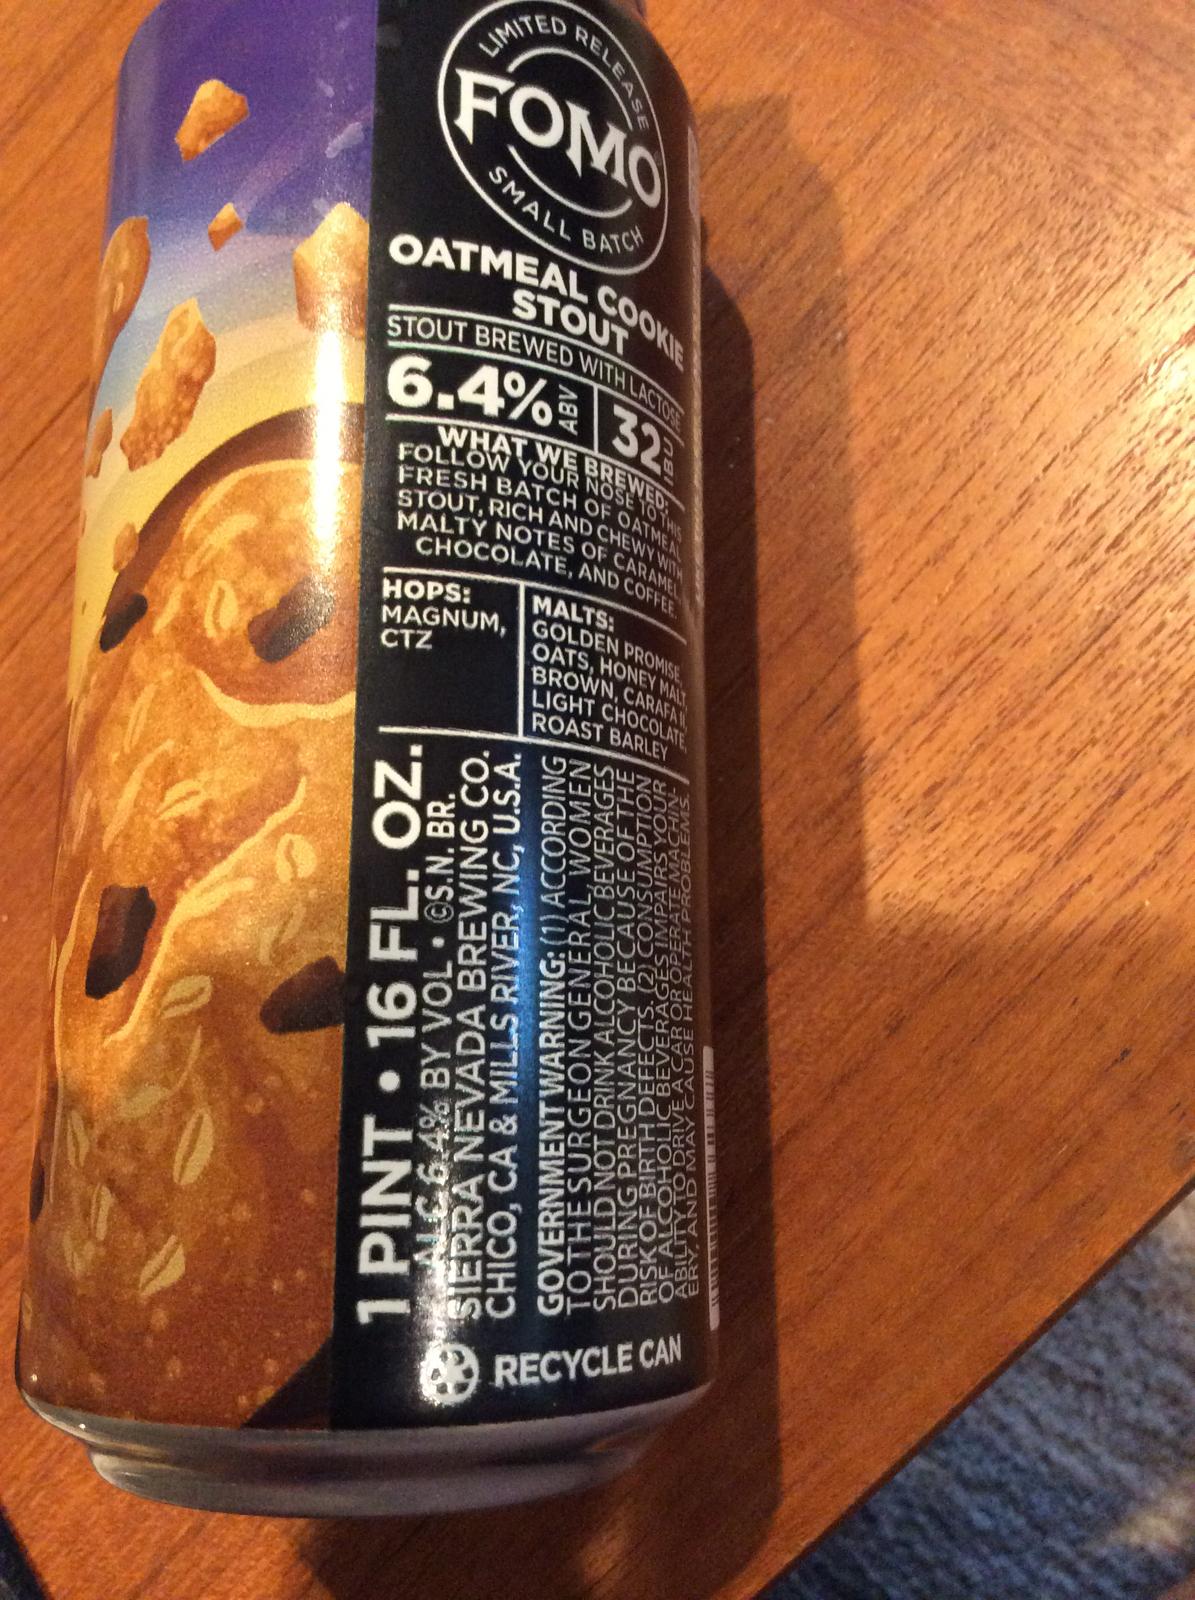 LIMITED RELEASE
FOMO
SMALL BATCH
OATMEAL COOKIE
STOUT
STOUT BREWED WITH LACTOSE
6.4% ABV
32 IBU
WHAT WE BREWED:
FOLLOW YOUR NOSE TO THIS
FRESH BATCH OF OATMEAL
STOUT, RICH AND CHEWY WITH
MALTY NOTES OF CARAMEL,
CHOCOLATE, AND COFFEE.
HOPS:
MAGNUM,
CTZ
MALTS:
GOLDEN PROMISE,
OATS, HONEY MALT,
BROWN, CARAFA II,
LIGHT CHOCOLATE,
ROAST BARLEY
1 PINT • 16 FL. OZ.
ALC 6.4% BY VOL • ©S.N. BR.
SIERRA NEVADA BREWING CO.
CHICO, CA & MILLS RIVER, NC, U.S.A.
GOVERNMENT WARNING: (1) ACCORDING
TO THE SURGEON GENERAL, WOMEN
SHOULD NOT DRINK ALCOHOLIC BEVERAGES
DURING PREGNANCY BECAUSE OF THE
RISK OF BIRTH DEFECTS. (2) CONSUMPTION
OF ALCOHOLIC BEVERAGES IMPAIRS YOUR
ABILITY TO DRIVE A CAR OR OPERATE MACHIN-
ERY, AND MAY CAUSE HEALTH PROBLEMS.
RECYCLE CAN